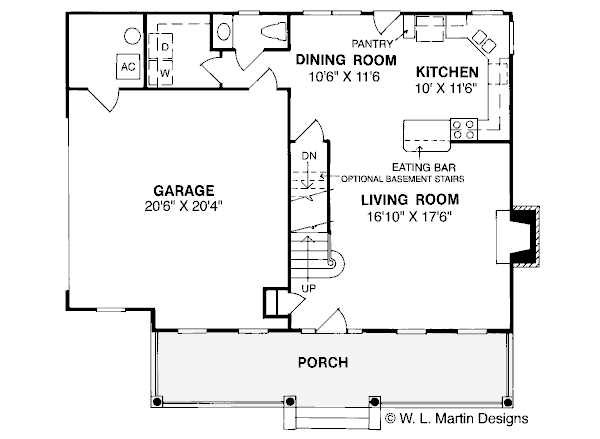 PANTRY
DINING ROOM
10'6" X 11'6
KITCHEN
10' X 11'6"
D
W
AC
DN
EATING BAR
OPTIONAL BASEMENT STAIRS
GARAGE
20'6" X 20'4"
LIVING ROOM
16'10" X 17'6"
UP
PORCH
© W. L. Martin Designs